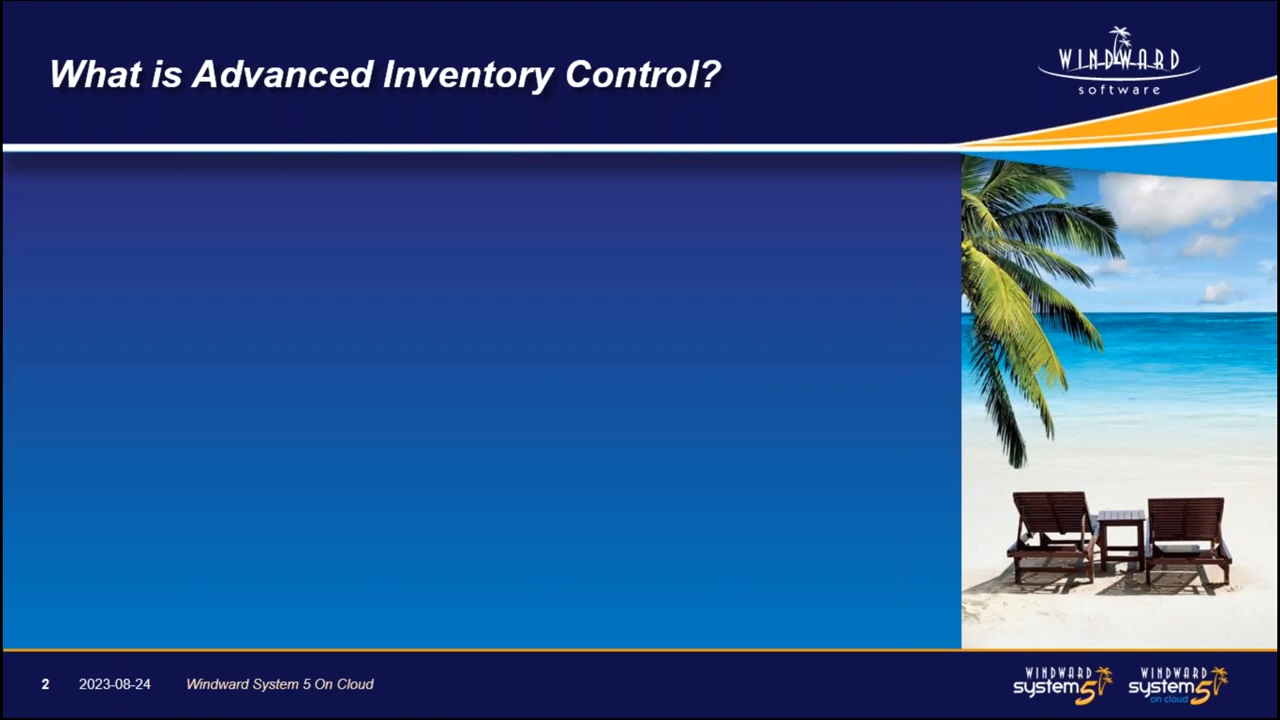 What is Advanced Inventory Control?
WINDWARD
software
2 2023-08-24 Windward System 5 On Cloud
WINDWARD
system5
WINDWARD
system5
on cloud